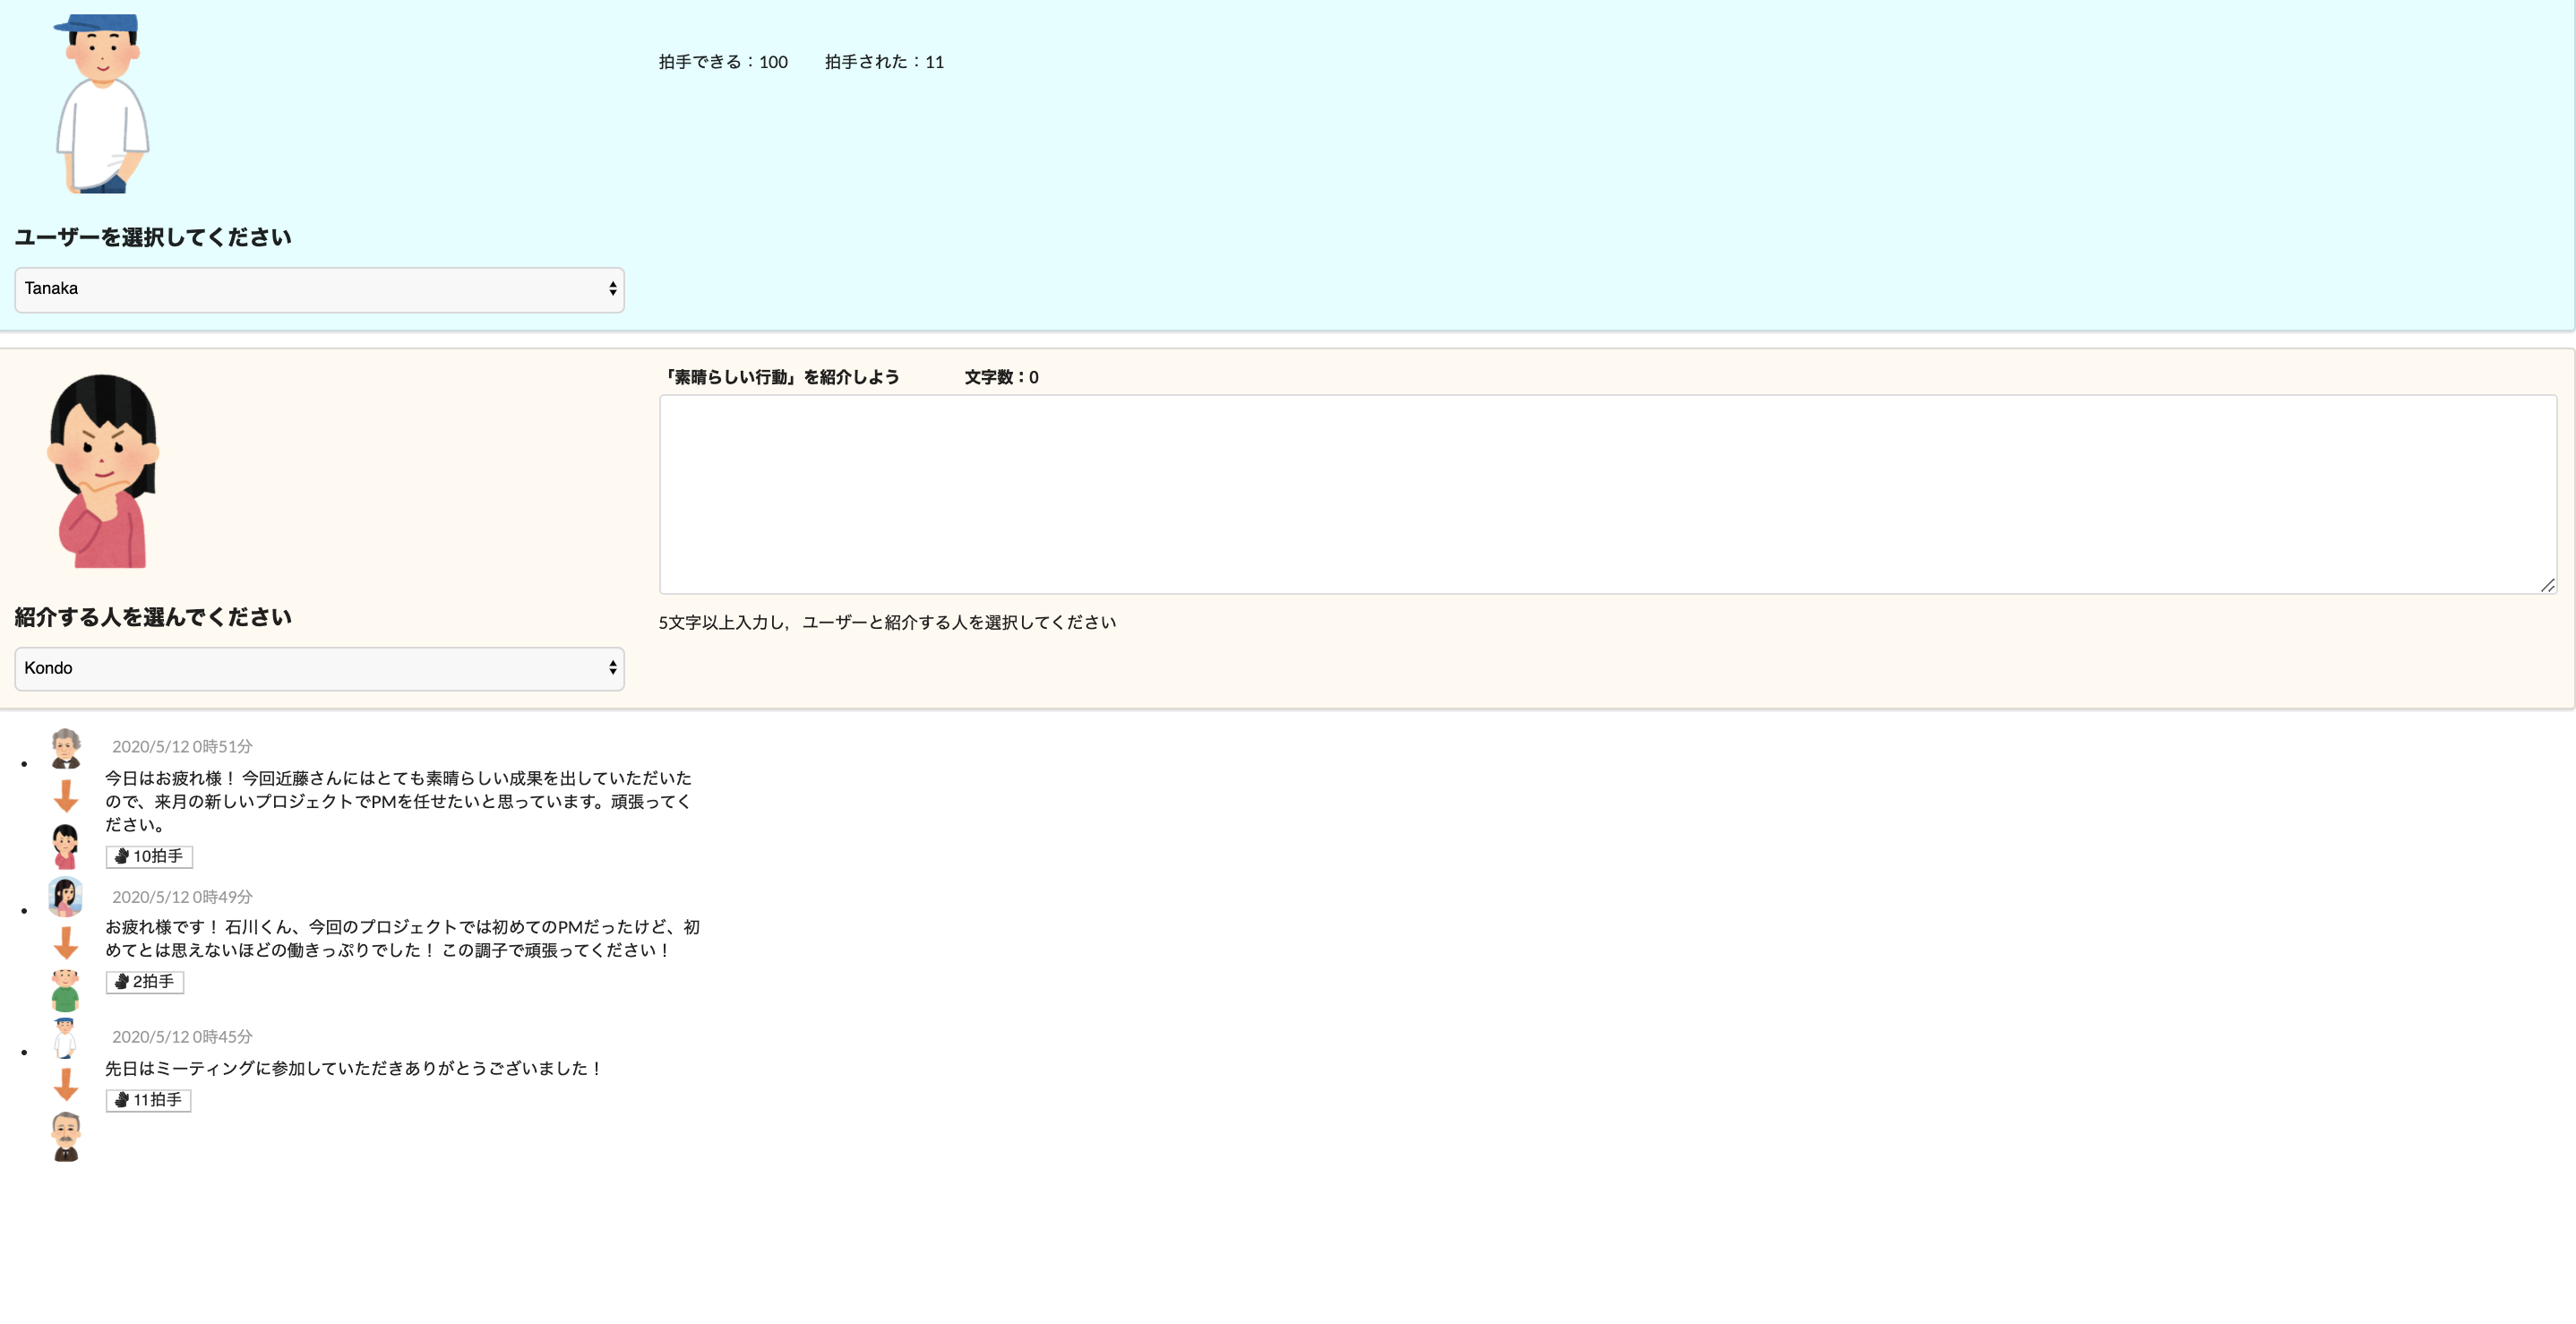 拍手できる：100 拍手された：11
ユーザーを選択してください
Tanaka
「素晴らしい行動」を紹介しよう 文字数：0
5文字以上入力し，ユーザーと紹介する人を選択してください
紹介する人を選んでください
Kondo
2020/5/12 0時51分
今日はお疲れ様！ 今回近藤さんにはとても素晴らしい成果を出していただいた
ので、来月の新しいプロジェクトでPMを任せたいと思っています。頑張ってく
ださい。
10拍手
2020/5/12 0時49分
お疲れ様です！ 石川くん、今回のプロジェクトでは初めてのPMだったけど、初
めてとは思えないほどの働きっぷりでした！ この調子で頑張ってください！
2拍手
2020/5/12 0時45分
先日はミーティングに参加していただきありがとうございました！
11拍手